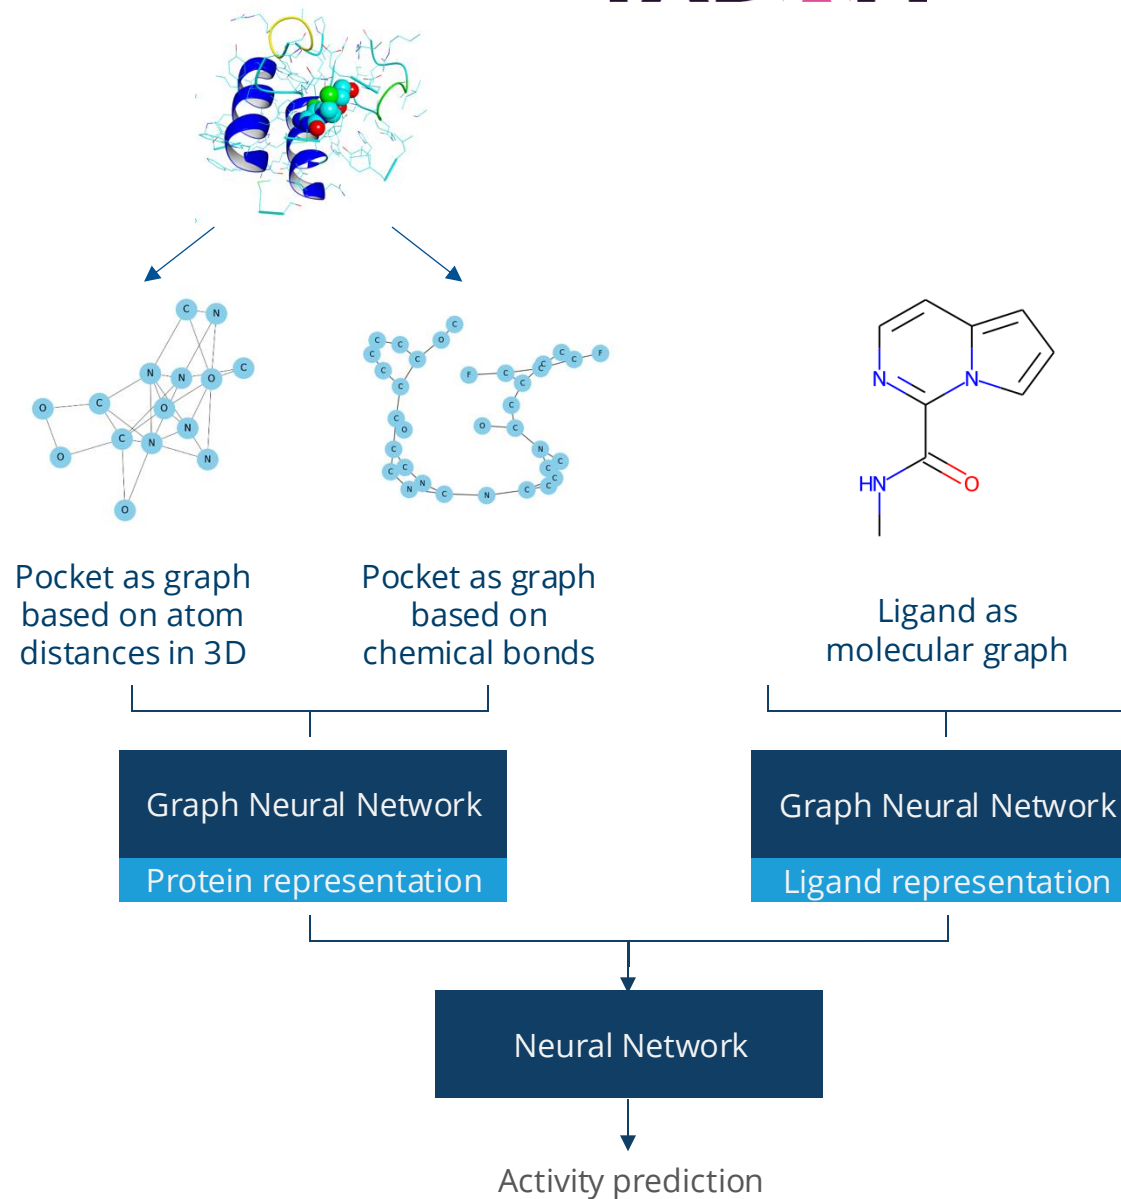 C N
N N O C
O C O
C N N
O N
O
C
O
C C C
C
C C
C
C
O
C
C C
N N C N C C
F C C C C C F
C
C
O C
N
C C
C
N N
HN O
Pocket as graph
based on atom
distances in 3D
Pocket as graph
based on
chemical bonds
Ligand as
molecular graph
Graph Neural Network
Protein representation
Graph Neural Network
Ligand representation
Neural Network
Activity prediction